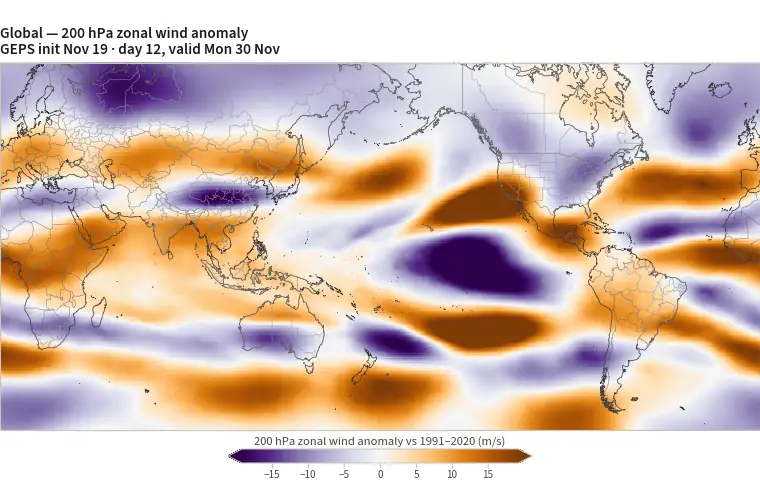 Global — 200 hPa zonal wind anomaly
GEPS init Nov 19 · day 12, valid Mon 30 Nov
200 hPa zonal wind anomaly vs 1991–2020 (m/s)
−15 −10 −5 0 5 10 15